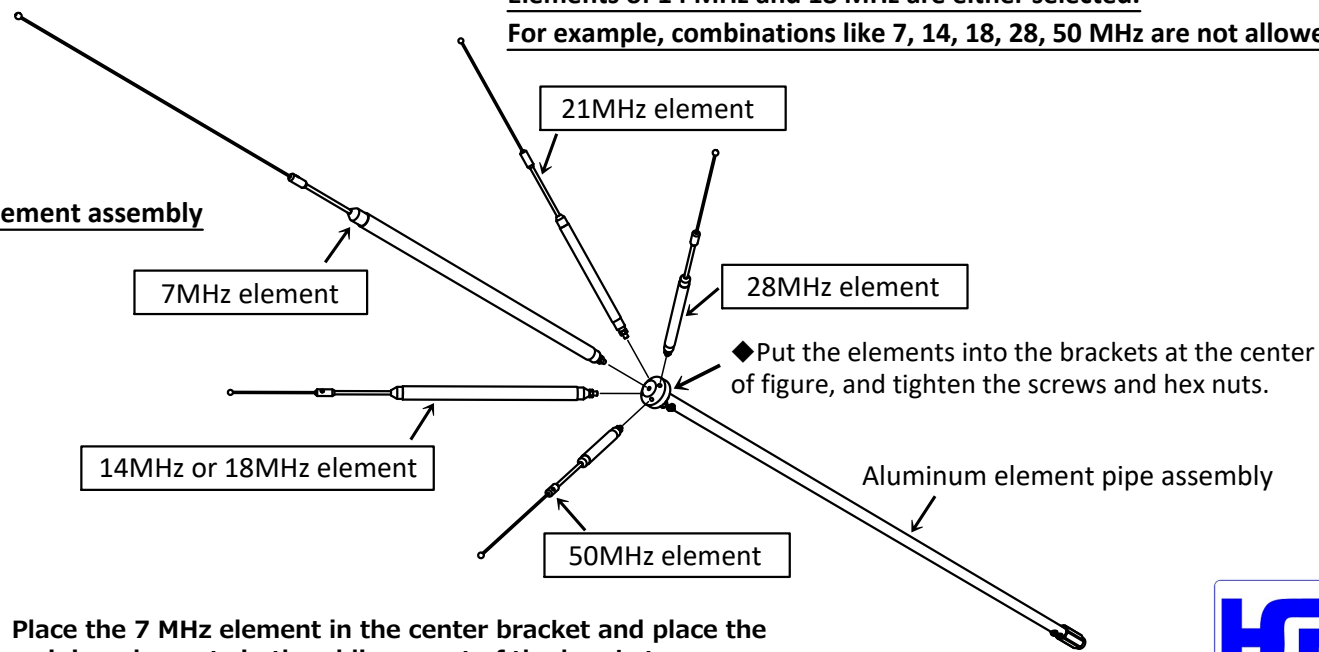 For example, combinations like 7, 14, 18, 28, 50 MHz are not
21MHz element
ement assembly
7MHz element
28MHz element
◆Put the elements into the brackets at the center
of figure, and tighten the screws and hex nuts.
14MHz or 18MHz element
Aluminum element pipe assembly
50MHz element
Place the 7 MHz element in the center bracket and place the